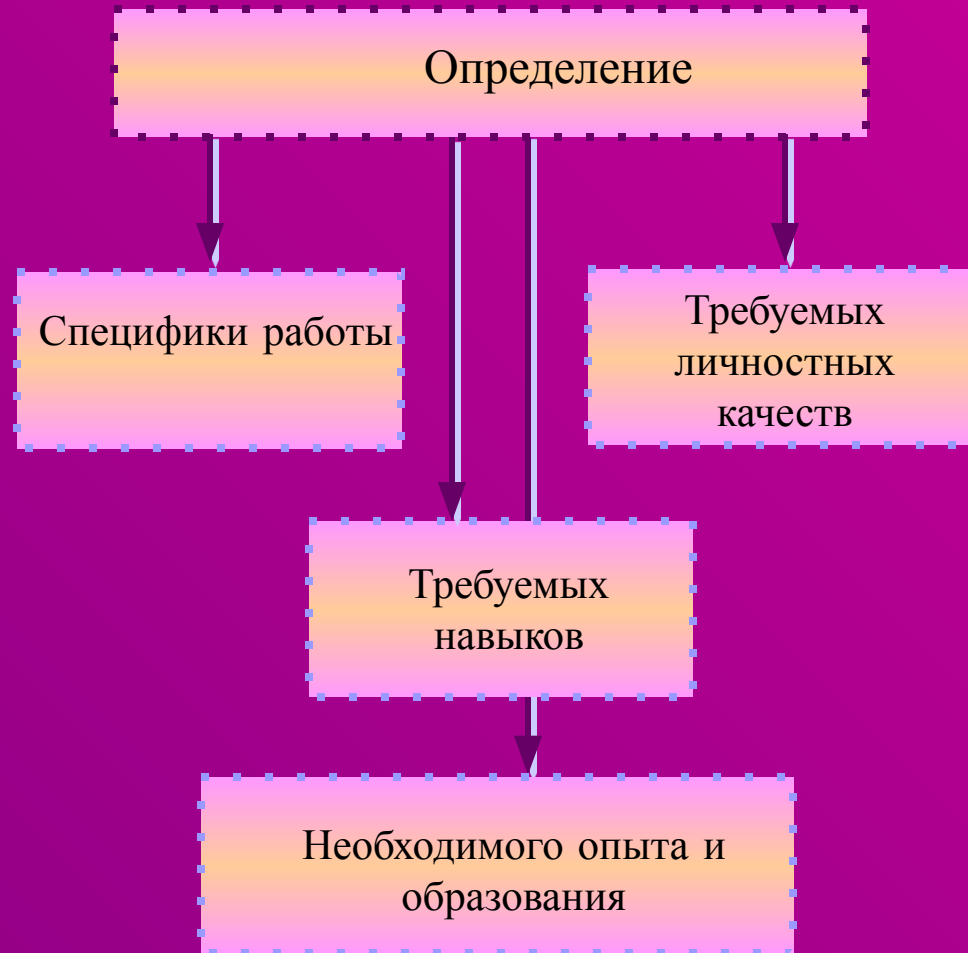 Определение
Специфики работы
Требуемых
личностных
качеств
Требуемых
навыков
Необходимого опыта и
образования